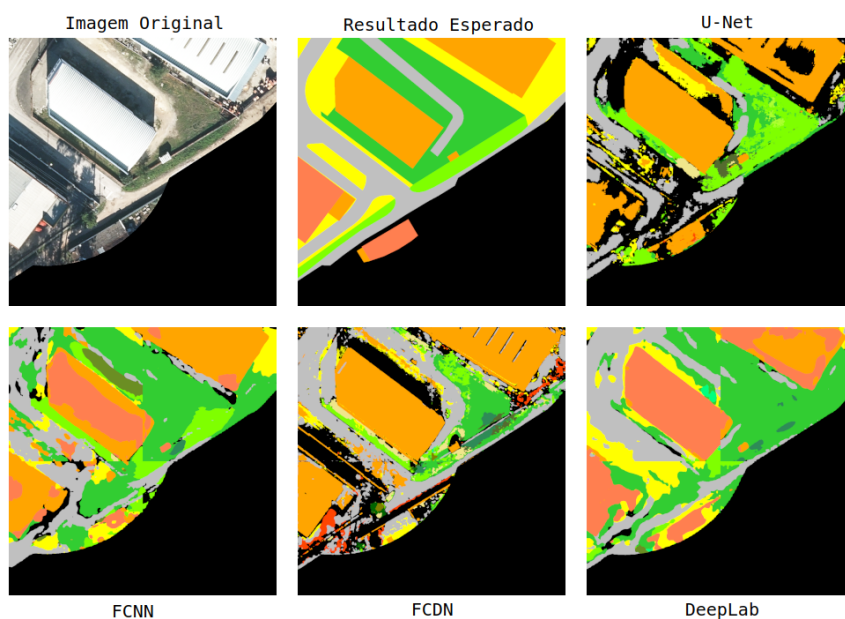 Imagem Original
Resultado Esperado
U-Net
FCNN
FCDN
DeepLab